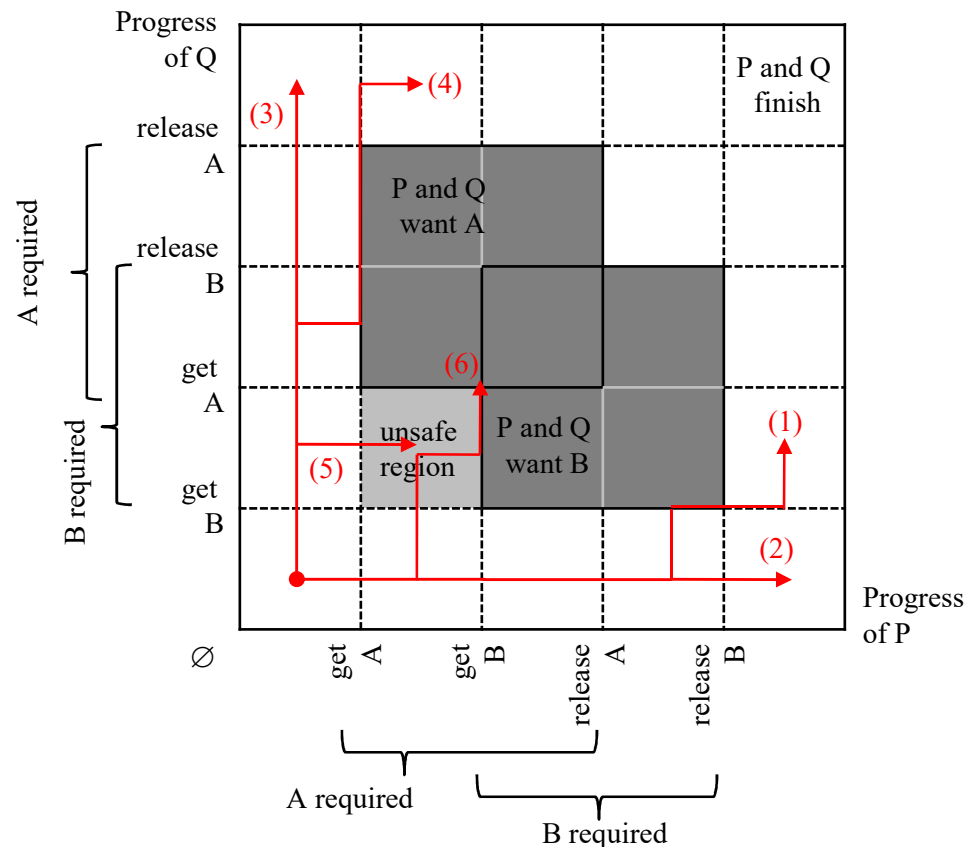 Progress
of Q
P and Q
finish
(3)
(4)
release
A
P and Q
want A
release
B
A required
get
A
(6)
unsafe
region
P and Q
want B
(1)
(5)
get
B
B required
(2)
Progress
of P
∅
get
A
get
B
release
A
release
B
A required
B required